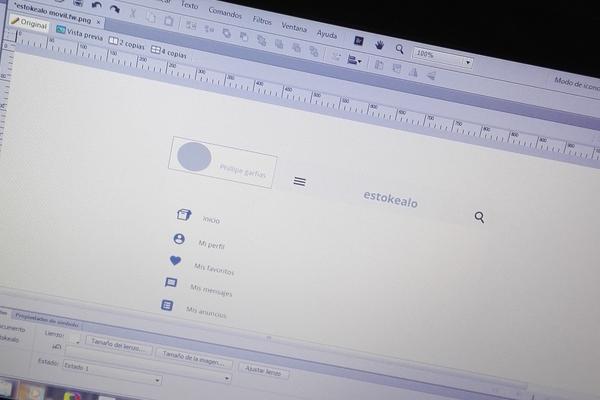 Texto Comandos Filtros Ventana Ayuda
*estokealo movil.fw.png ×
100%
Modo de icono
Original Vista previa 2 copias 4 copias
Phillipe garfias
estokealo
Inicio
Mi perfil
Mis favoritos
Mis mensajes
Mis anuncios
Propiedades de símbolo
Lienzo:
Tamaño del lienzo... Tamaño de la imagen... Ajustar lienzo
Estado: Estado 1